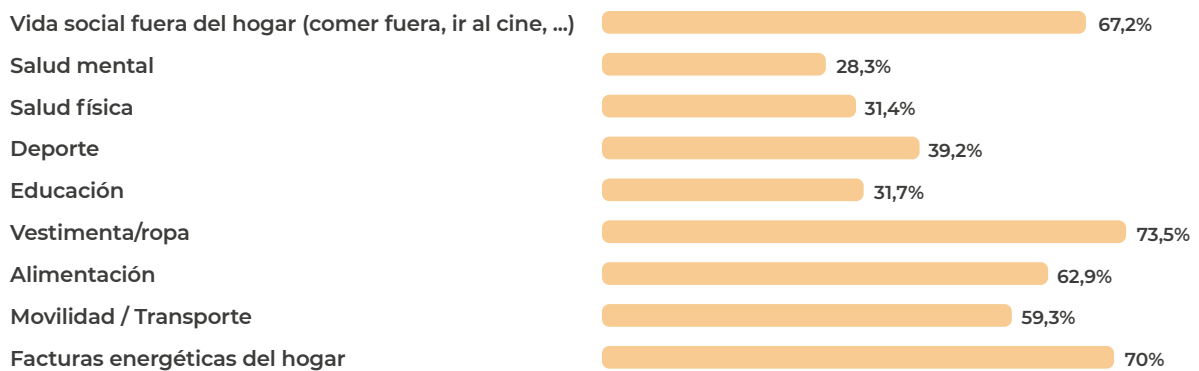 Vida social fuera del hogar (comer fuera, ir al cine, ...) 67,2%
Salud mental 28,3%
Salud física 31,4%
Deporte 39,2%
Educación 31,7%
Vestimenta/ropa 73,5%
Alimentación 62,9%
Movilidad / Transporte 59,3%
Facturas energéticas del hogar 70%